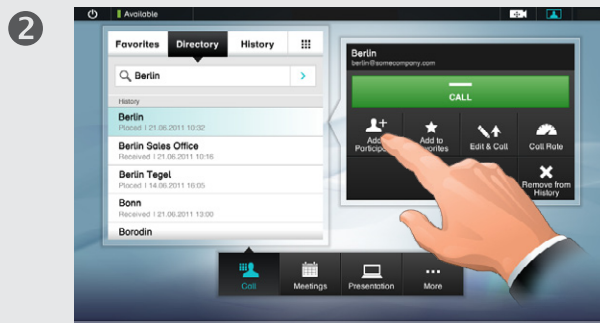 2
Available
Favorites Directory History
Berlin
History
Berlin
Placed | 21.06.2011 10:32
Berlin Sales Office
Received | 21.06.2011 10:16
Berlin Tegel
Placed | 14.06.2011 16:05
Bonn
Received | 21.06.2011 13:00
Borodin
Berlin
berlin@somecompany.com
CALL
Add
Add to
Edit & Call
Call Rate
Remove from
History
Call Meetings Presentation More